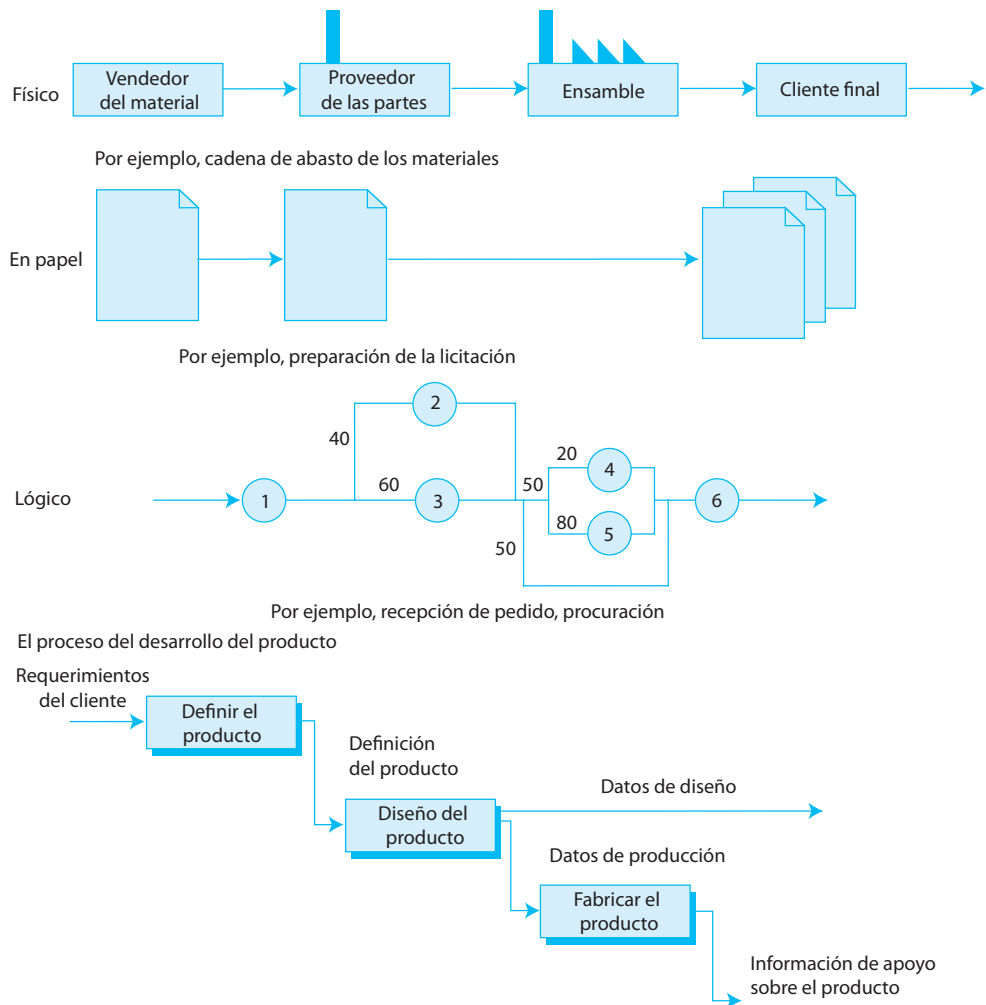 Físico
Vendedor
del material
Proveedor
de las partes
Ensamble
Cliente final
Por ejemplo, cadena de abasto de los materiales
En papel
Por ejemplo, preparación de la licitación
Lógico
1
40
2
60
3
50
20
4
80
5
50
6
Por ejemplo, recepción de pedido, procuración
El proceso del desarrollo del producto
Requerimientos
del cliente
Definir el
producto
Definición
del producto
Diseño del
producto
Datos de diseño
Datos de producción
Fabricar el
producto
Información de apoyo
sobre el producto